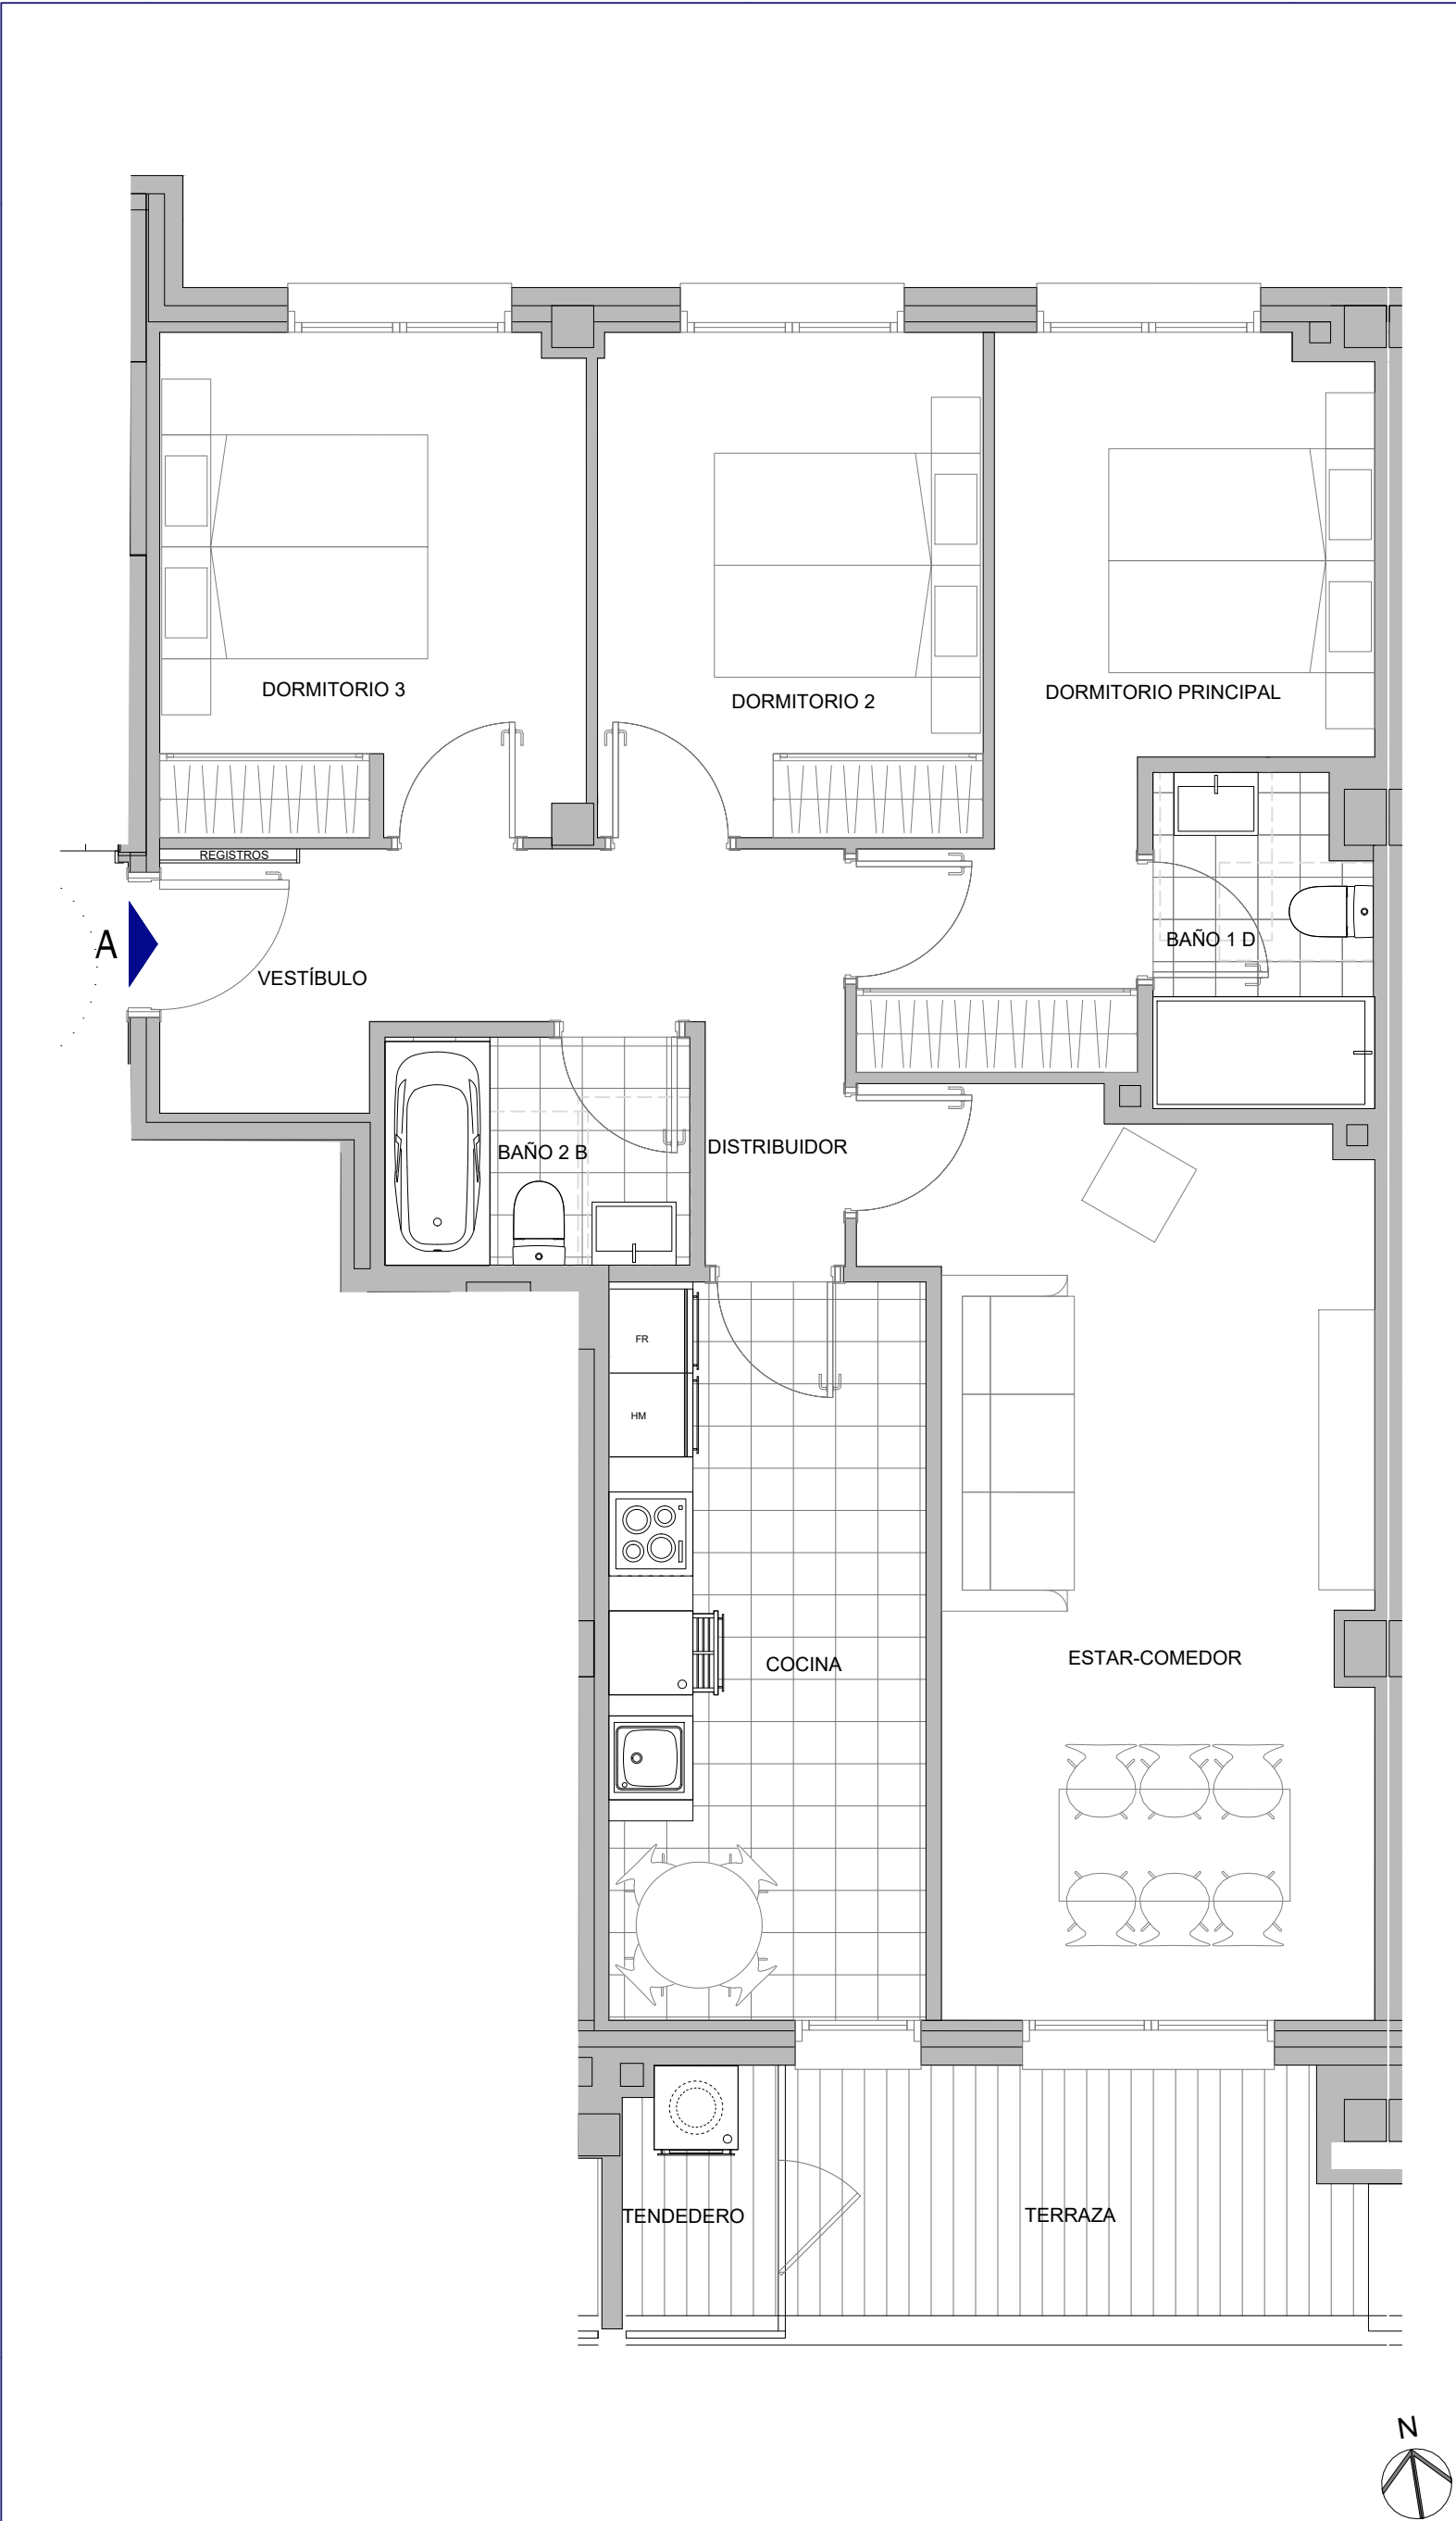 DORMITORIO 3
DORMITORIO 2
DORMITORIO PRINCIPAL
REGISTROS
A
VESTÍBULO
BAÑO 1 D
BAÑO 2 B
DISTRIBUIDOR
FR
HM
COCINA
ESTAR-COMEDOR
TENDEDERO
TERRAZA
N